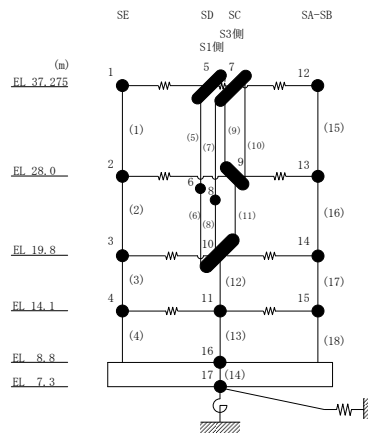 SE SD SC SA-SB
S3側
S1側
(m)
1 5 7 12
EL 37.275
(1) (5) (7) (9) (10) (15)
2 9 13
EL 28.0
6 8
(2) (6) (8) (11) (16)
3 10 14
EL 19.8
(3) (12) (17)
4 11 15
EL 14.1
(4) (13) (18)
16
EL 8.8
17 (14)
EL 7.3